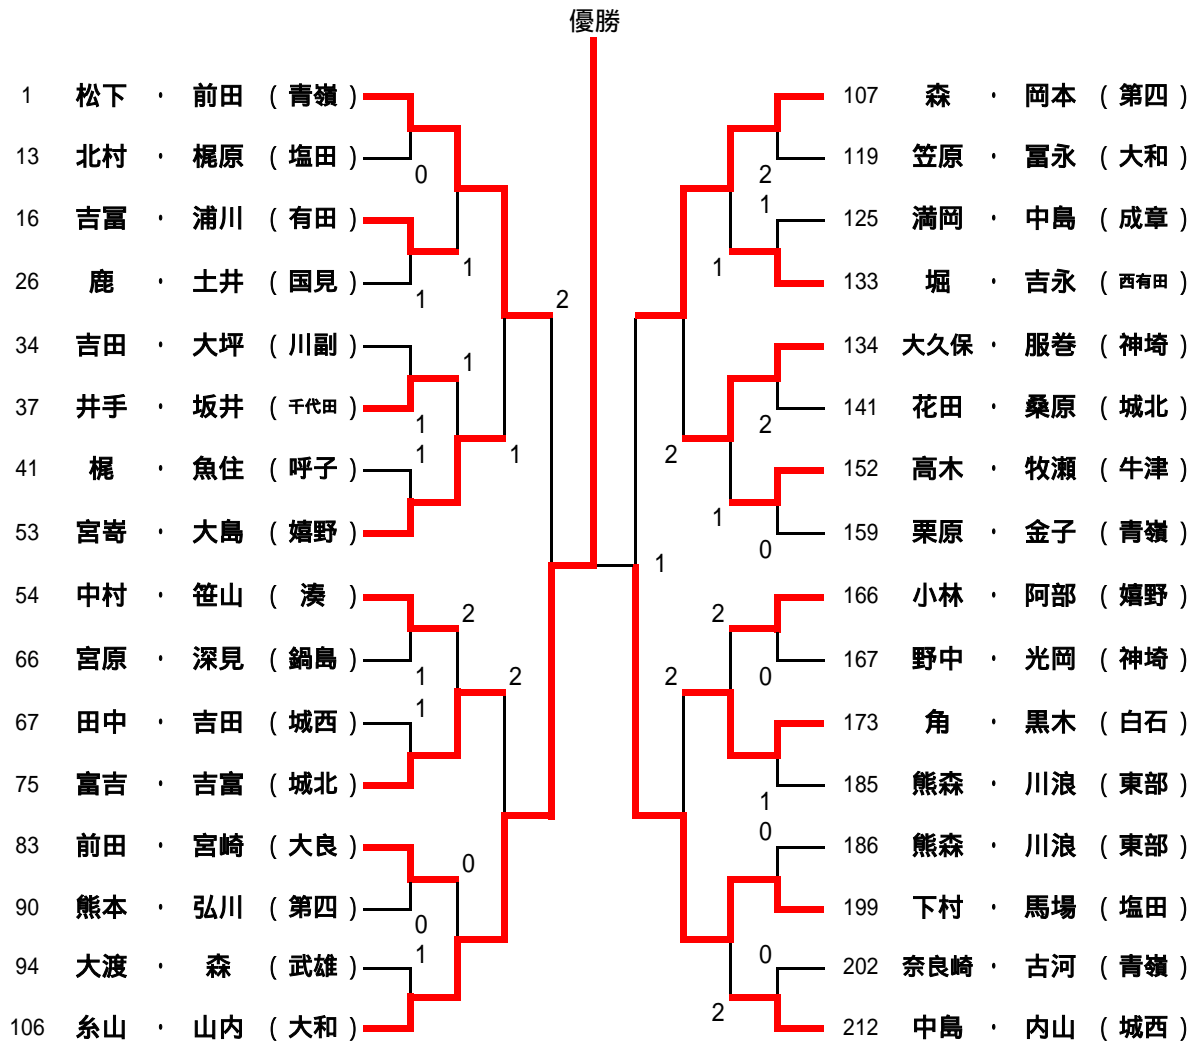 優勝
1 松下 ・ 前田 ( 青嶺 )
13 北村 ・ 梶原 ( 塩田 )
0
16 吉冨 ・ 浦川 ( 有田 )
1
26 鹿 ・ 土井 ( 国見 )
1
2
34 吉田 ・ 大坪 ( 川副 )
1
37 井手 ・ 坂井 ( 千代田 )
1
1
1
41 梶 ・ 魚住 ( 呼子 )
53 宮嵜 ・ 大島 ( 嬉野 )
54 中村 ・ 笹山 ( 湊 )
2
66 宮原 ・ 深見 ( 鍋島 )
1
2
1
67 田中 ・ 吉田 ( 城西 )
75 富吉 ・ 吉富 ( 城北 )
83 前田 ・ 宮崎 ( 大良 )
0
90 熊本 ・ 弘川 ( 第四 )
0
1
94 大渡 ・ 森 ( 武雄 )
106 糸山 ・ 山内 ( 大和 )
107 森 ・ 岡本 ( 第四 )
119 笠原 ・ 冨永 ( 大和 )
2
1
125 満岡 ・ 中島 ( 成章 )
1
133 堀 ・ 吉永 ( 西有田 )
134 大久保 ・ 服巻 ( 神埼 )
141 花田 ・ 桑原 ( 城北 )
2
2
152 高木 ・ 牧瀬 ( 牛津 )
1
159 栗原 ・ 金子 ( 青嶺 )
0
1
166 小林 ・ 阿部 ( 嬉野 )
2
167 野中 ・ 光岡 ( 神埼 )
0
2
173 角 ・ 黒木 ( 白石 )
185 熊森 ・ 川浪 ( 東部 )
1
0
186 熊森 ・ 川浪 ( 東部 )
199 下村 ・ 馬場 ( 塩田 )
0
202 奈良崎 ・ 古河 ( 青嶺 )
2
212 中島 ・ 内山 ( 城西 )